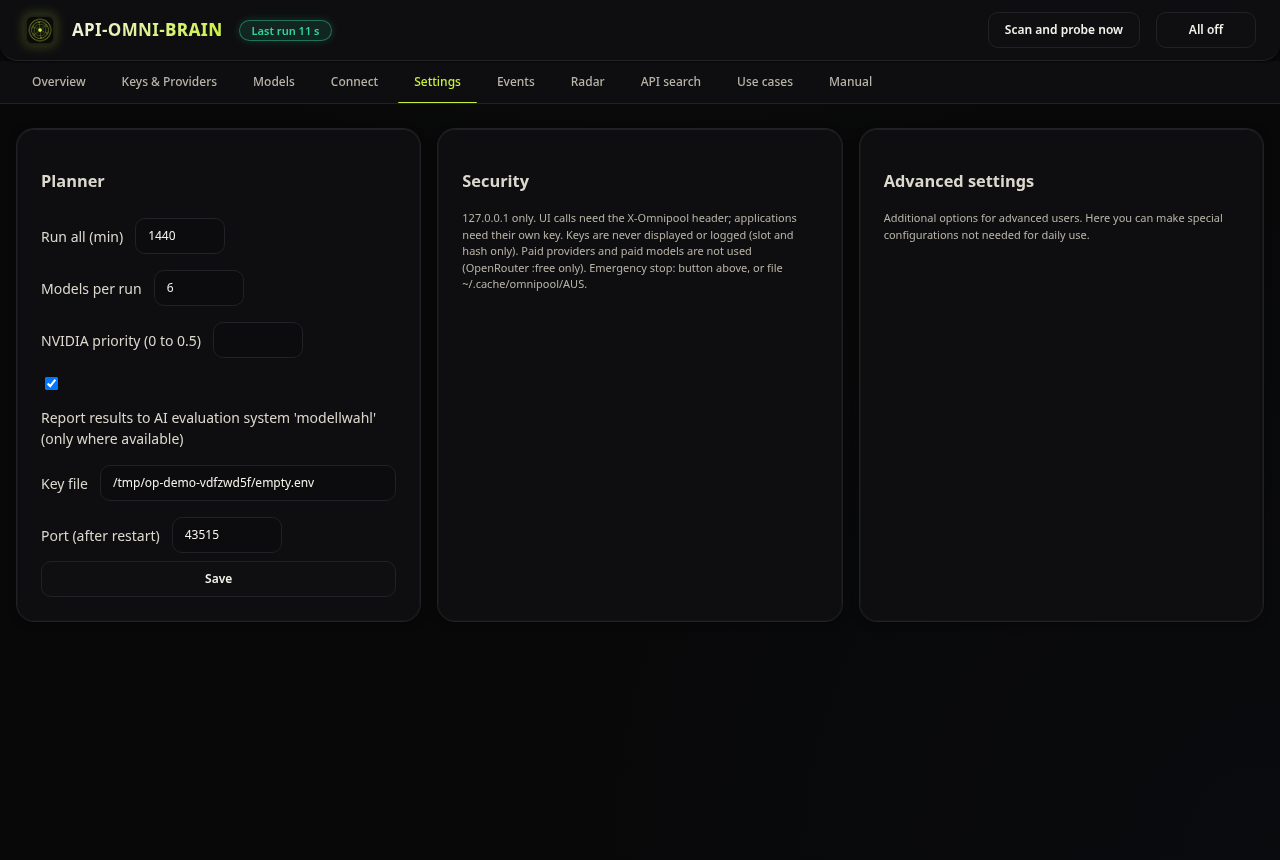 API-OMNI-BRAIN
Last run 11 s
Scan and probe now
All off
Overview
Keys & Providers
Models
Connect
Settings
Events
Radar
API search
Use cases
Manual
Planner
Run all (min)
1440
Models per run
6
NVIDIA priority (0 to 0.5)
Report results to AI evaluation system 'modellwahl'
(only where available)
Key file
/tmp/op-demo-vdfzwd5f/empty.env
Port (after restart)
43515
Save
Security
127.0.0.1 only. UI calls need the X-Omnipool header; applications
need their own key. Keys are never displayed or logged (slot and
hash only). Paid providers and paid models are not used
(OpenRouter :free only). Emergency stop: button above, or file
~/.cache/omnipool/AUS.
Advanced settings
Additional options for advanced users. Here you can make special
configurations not needed for daily use.